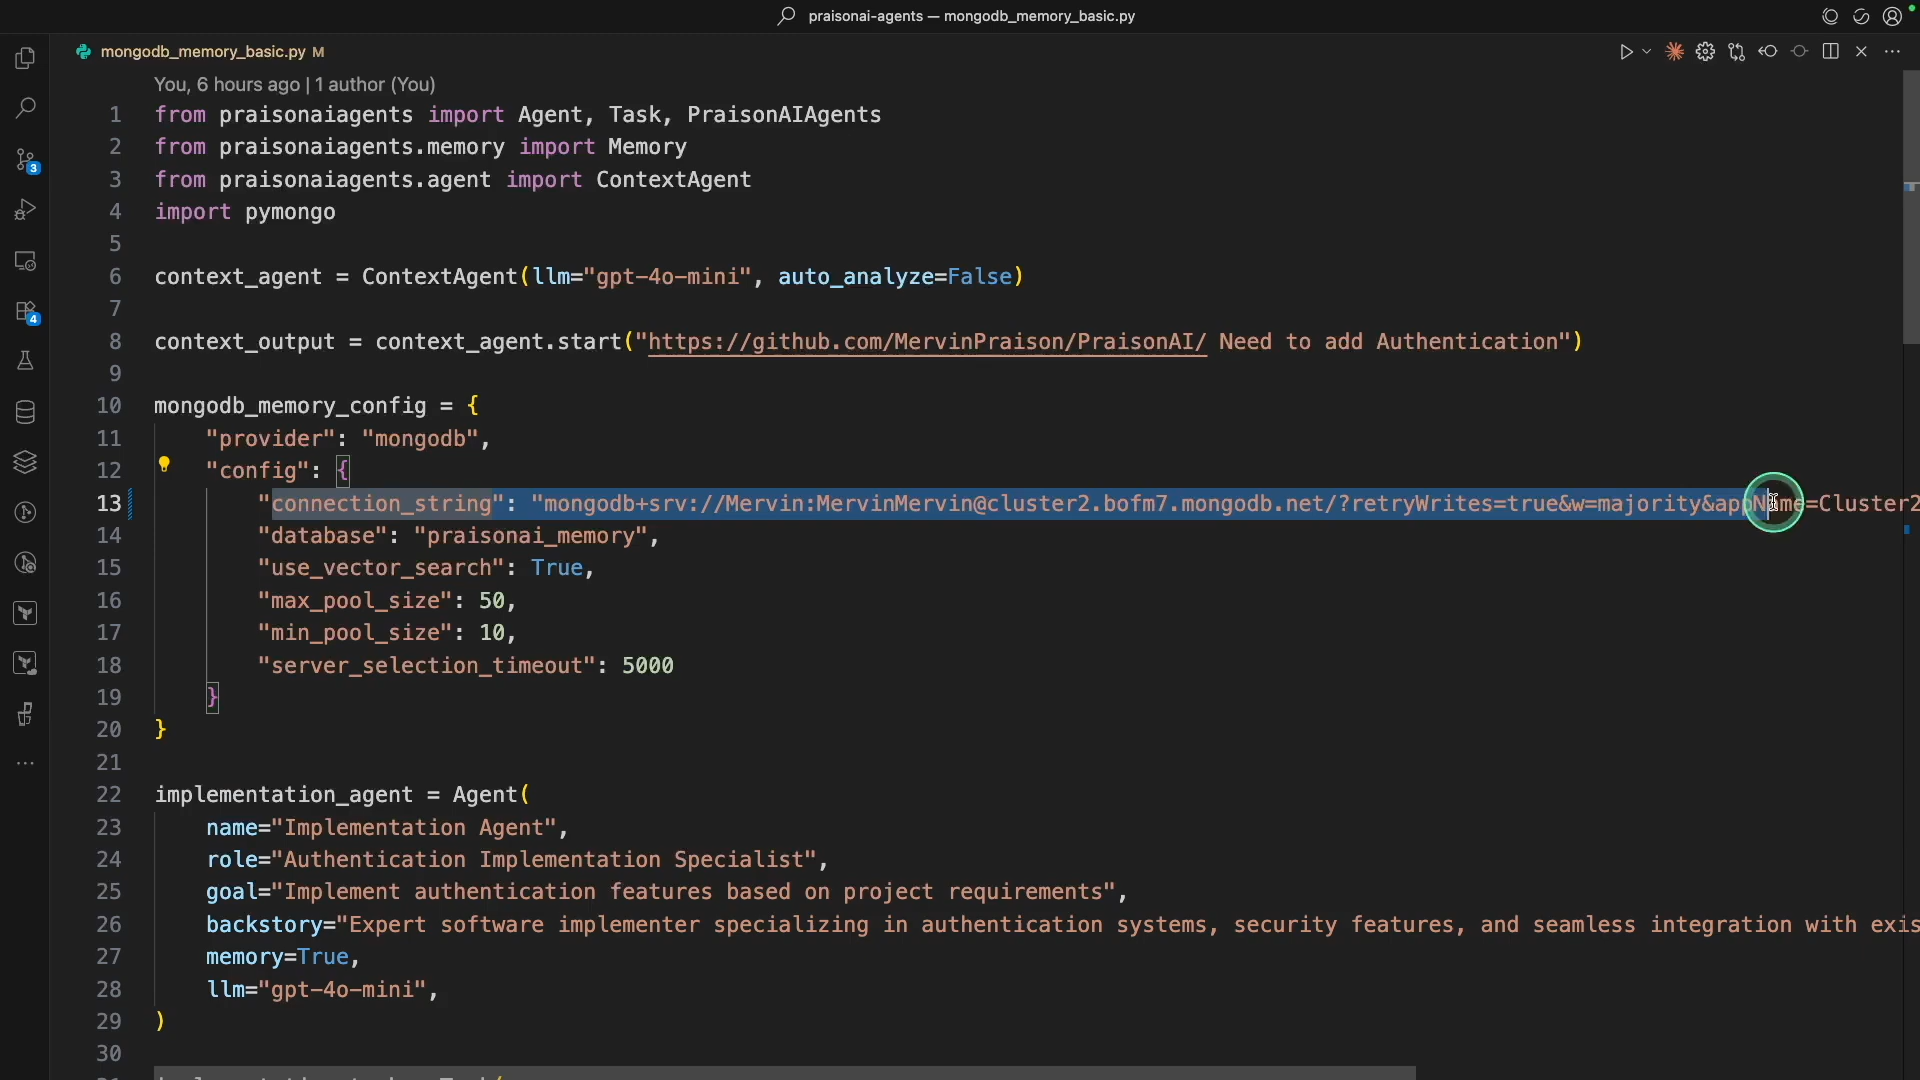 praisonai-agents — mongodb_memory_basic.py
mongodb_memory_basic.py M
You, 6 hours ago | 1 author (You)
1 from praisonaiagents import Agent, Task, PraisonAIAgents
2 from praisonaiagents.memory import Memory
3 from praisonaiagents.agent import ContextAgent
4 import pymongo
5
6 context_agent = ContextAgent(llm="gpt-4o-mini", auto_analyze=False)
7
8 context_output = context_agent.start("https://github.com/MervinPraison/PraisonAI/ Need to add Authentication")
9
10 mongodb_memory_config = {
11 "provider": "mongodb",
12 "config": {
13 "connection_string": "mongodb+srv://Mervin:MervinMervin@cluster2.bofm7.mongodb.net/?retryWrites=true&w=majority&appName=Cluster2
14 "database": "praisonai_memory",
15 "use_vector_search": True,
16 "max_pool_size": 50,
17 "min_pool_size": 10,
18 "server_selection_timeout": 5000
19 }
20 }
21
22 implementation_agent = Agent(
23 name="Implementation Agent",
24 role="Authentication Implementation Specialist",
25 goal="Implement authentication features based on project requirements",
26 backstory="Expert software implementer specializing in authentication systems, security features, and seamless integration with exis
27 memory=True,
28 llm="gpt-4o-mini",
29 )
30
3
4